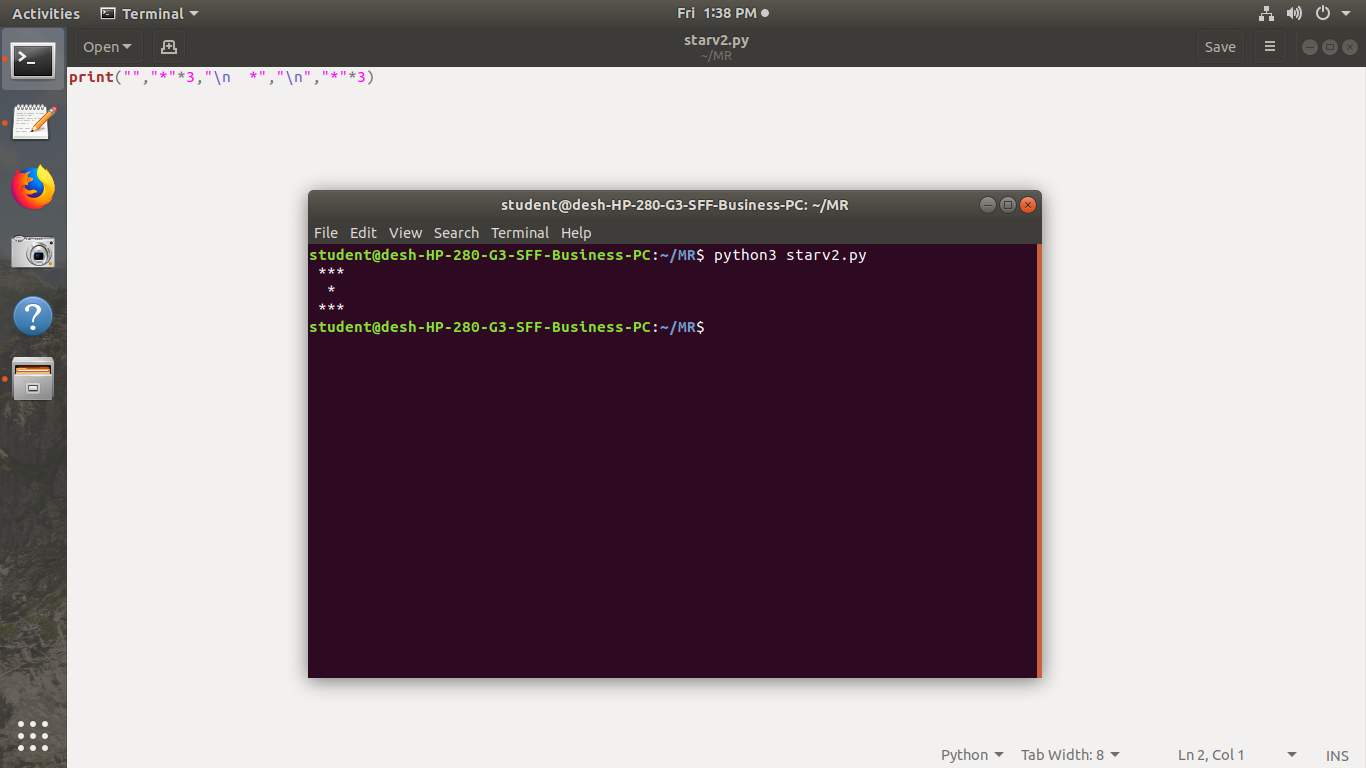 Activities Terminal Fri 1:38 PM
Open starv2.py Save
~/MR
print("","*"*3,"\n  *","\n","*"*3)
student@desh-HP-280-G3-SFF-Business-PC: ~/MR
File Edit View Search Terminal Help
student@desh-HP-280-G3-SFF-Business-PC:~/MR$ python3 starv2.py
 ***
  *
 ***
student@desh-HP-280-G3-SFF-Business-PC:~/MR$
Python Tab Width: 8 Ln 2, Col 1 INS